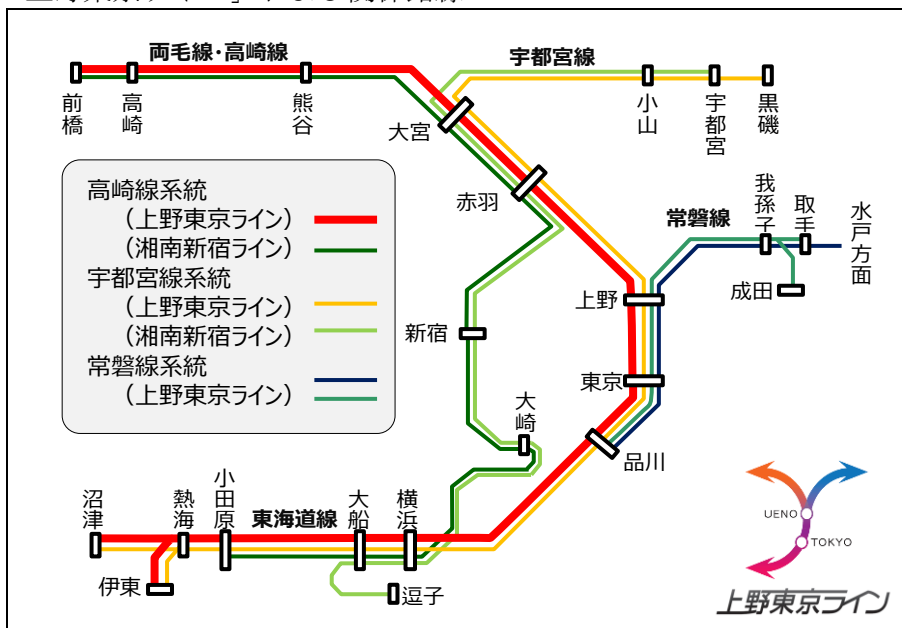 両毛線・高崎線
宇都宮線
前橋
高崎
熊谷
大宮
小山
宇都宮
黒磯
赤羽
高崎線系統
(上野東京ライン)
(湘南新宿ライン)
宇都宮線系統
(上野東京ライン)
(湘南新宿ライン)
常磐線系統
(上野東京ライン)
常磐線
我孫子
取手
水戸方面
成田
上野
新宿
東京
大崎
品川
沼津
熱海
小田原
東海道線
大船
横浜
伊東
逗子
UENO
TOKYO
上野東京ライン